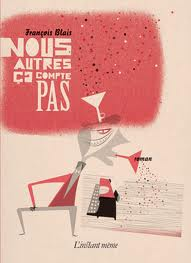 François Blais
NOUS
AUTRES
ÇA COMPTE
PAS
roman
L'instant même